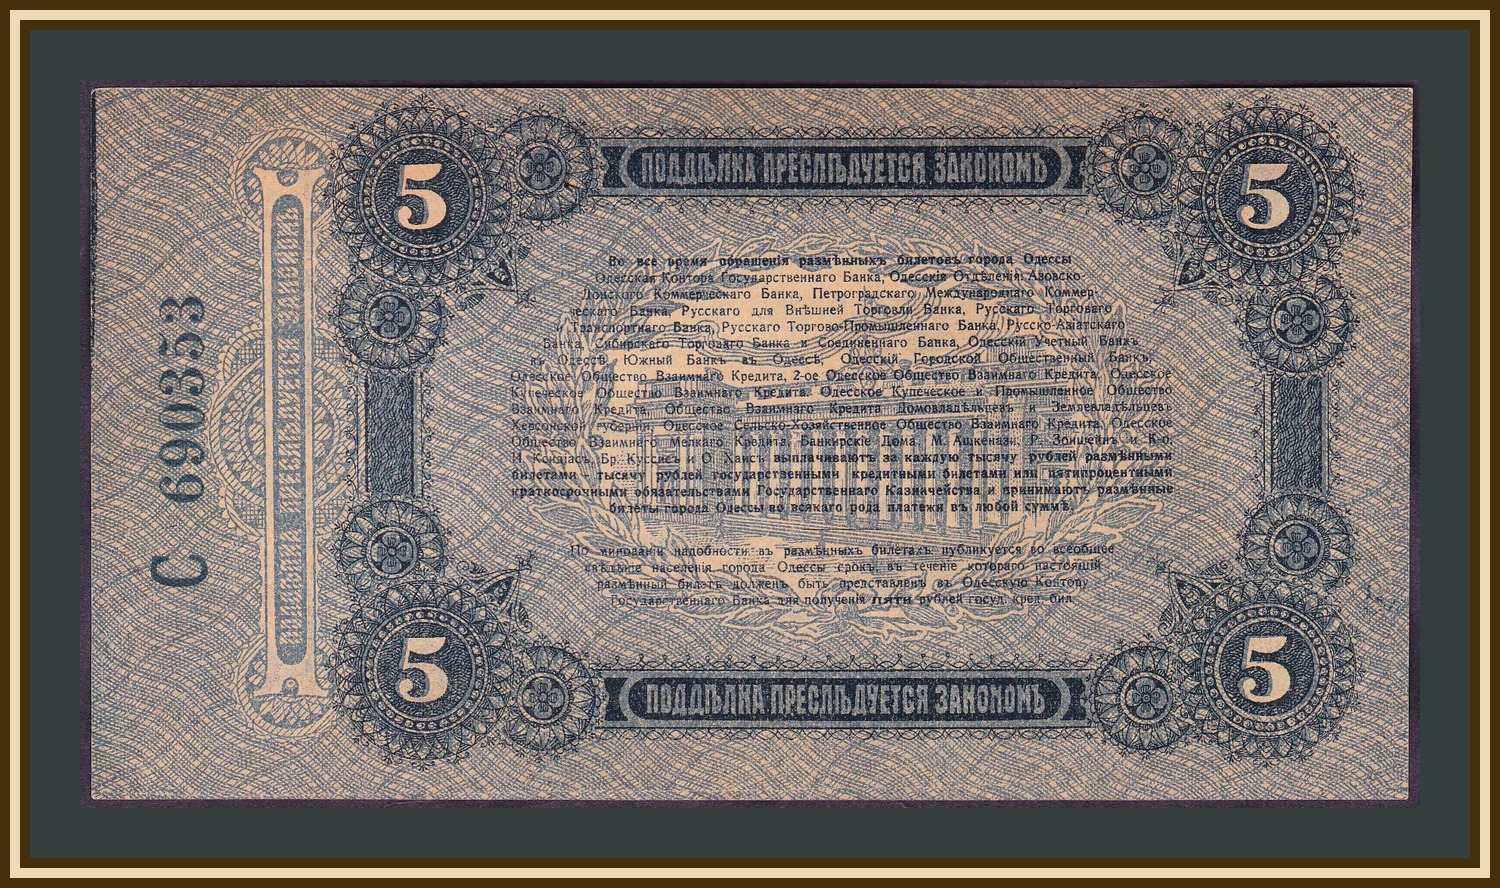 5
ПОДДѢЛКА ПРЕСЛѢДУЕТСЯ ЗАКОНОМЪ
5
Во все время обращенія размѣнныхъ билетовъ города Одессы
Одесская Контора Государственнаго Банка, Одесскія Отдѣленія: Азовско-
Донского Коммерческаго Банка, Петроградскаго Международнаго Коммер-
ческаго Банка, Русскаго для Внѣшней Торговли Банка, Русскаго Торговаго
и Транспортнаго Банка, Русскаго Торгово-Промышленнаго Банка, Русско-Азіатскаго
Банка, Сибирскаго Торговаго Банка и Соединеннаго Банка, Одесскій Учетный Банкъ
въ Одессѣ, Южный Банкъ въ Одессѣ, Одесскій Городской Общественный Банкъ,
Одесское Общество Взаимнаго Кредита, 2-ое Одесское Общество Взаимнаго Кредита, Одесское
Купеческое Общество Взаимнаго Кредита, Одесское Купеческое и Промышленное Общество
Взаимнаго Кредита, Общество Взаимнаго Кредита Домовладѣльцевъ и Землевладѣльцевъ
Херсонской губерніи, Одесское Сельско-Хозяйственное Общество Взаимнаго Кредита, Одесское
Общество Взаимнаго Мелкаго Кредита, Банкирскіе Дома: М. Ашкенази, Р. Зонштейнъ и К-о,
И. Ксидіасъ, Бр. Куссисъ и О. Хаисъ выплачиваютъ за каждую тысячу рублей размѣнными
билетами - тысячу рублей государственными кредитными билетами или пятипроцентными
краткосрочными обязательствами Государственнаго Казначейства и принимаютъ размѣнные
билеты города Одессы во всякаго рода платежи въ любой суммѣ.
По минованіи надобности въ размѣнныхъ билетахъ публикуется во всеобщее
свѣдѣніе населенія города Одессы срокъ, въ теченіе котораго настоящій
размѣнный билетъ долженъ быть представленъ въ Одесскую Контору
Государственнаго Банка для полученія ПЯТИ рублей госуд. кред. бил.
С 690353
5
ПОДДѢЛКА ПРЕСЛѢДУЕТСЯ ЗАКОНОМЪ
5